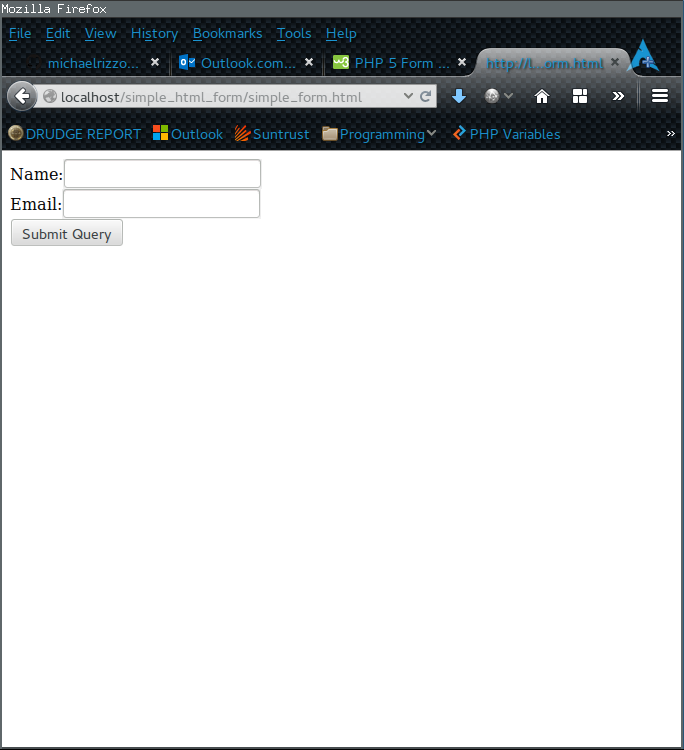 Mozilla Firefox
File Edit View History Bookmarks Tools Help
michaelrizzo... Outlook.com... PHP 5 Form ... http://l...orm.html
localhost/simple_html_form/simple_form.html
DRUDGE REPORT Outlook Suntrust Programming PHP Variables »
Name:
Email:
Submit Query